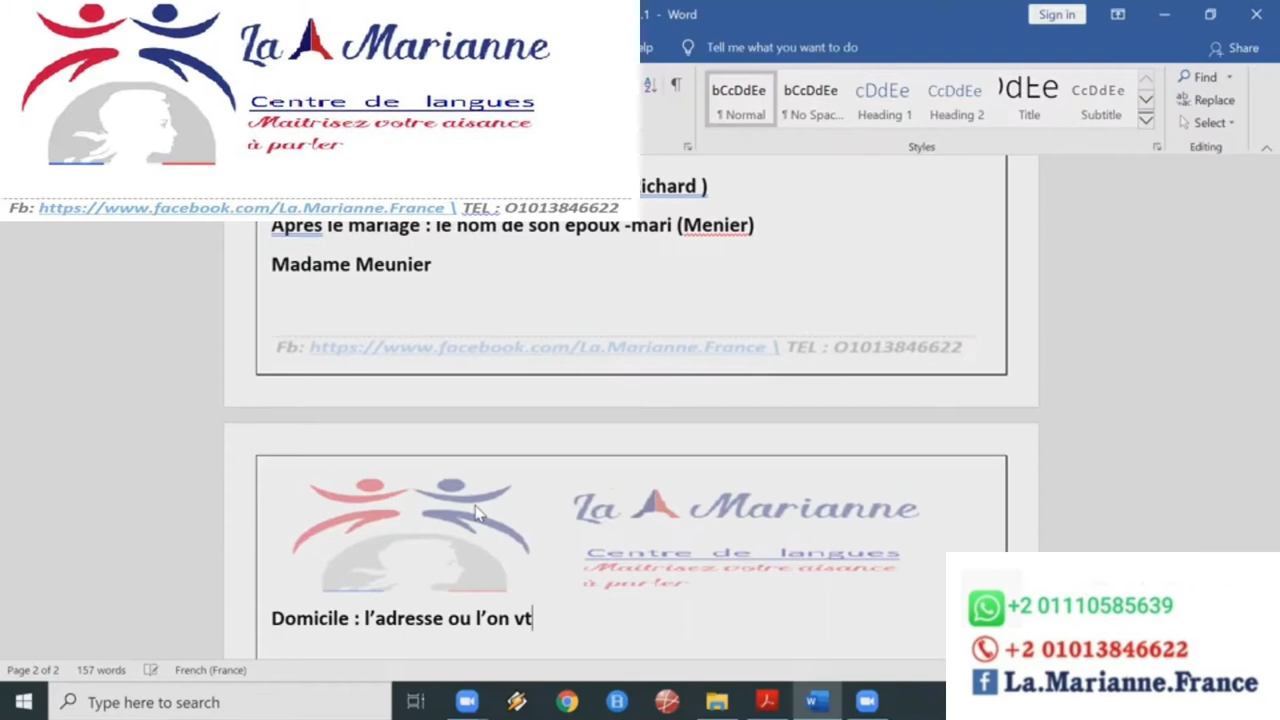 La Marianne
Centre de langues
Maitrisez votre aisance
à parler
Fb: https://www.facebook.com/La.Marianne.France \ TEL : O1013846622
.1 - Word
Sign in
elp
Tell me what you want to do
Share
bCcDdEe
¶ Normal
bCcDdEe
¶ No Spac...
CcDdEe
Heading 1
CcDdEe
Heading 2
Title
CcDdEe
Subtitle
Find
Replace
Select
Styles
Editing
ichard )
Après le mariage : le nom de son époux -mari (Menier)
Madame Meunier
Fb: https://www.facebook.com/La.Marianne.France \ TEL : O1013846622
La Marianne
Centre de langues
Maitrisez votre aisance
à parler
Domicile : l’adresse ou l’on vt
+2 01110585639
+2 01013846622
La.Marianne.France
Page 2 of 2 157 words French (France)
Type here to search